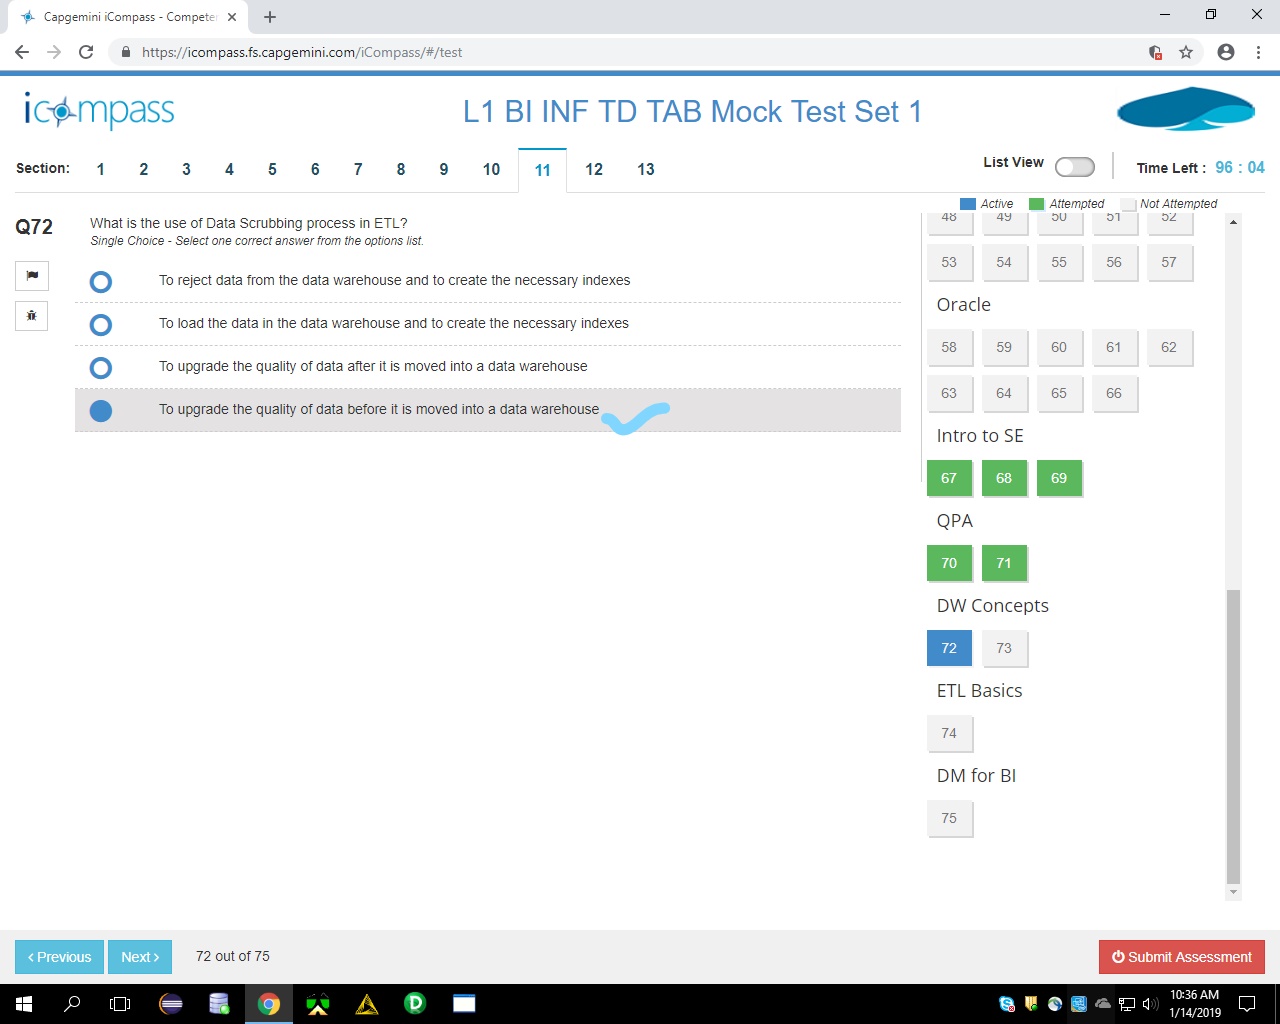 Capgemini iCompass - Compete
https://icompass.fs.capgemini.com/iCompass/#/test
icompass
L1 BI INF TD TAB Mock Test Set 1
Section: 1 2 3 4 5 6 7 8 9 10 11 12 13
List View
Time Left : 96 : 04
Active Attempted Not Attempted
Q72
What is the use of Data Scrubbing process in ETL?
Single Choice - Select one correct answer from the options list.
To reject data from the data warehouse and to create the necessary indexes
To load the data in the data warehouse and to create the necessary indexes
To upgrade the quality of data after it is moved into a data warehouse
To upgrade the quality of data before it is moved into a data warehouse
48 49 50 51 52
53 54 55 56 57
Oracle
58 59 60 61 62
63 64 65 66
Intro to SE
67 68 69
QPA
70 71
DW Concepts
72 73
ETL Basics
74
DM for BI
75
Previous
Next
72 out of 75
Submit Assessment
10:36 AM
1/14/2019